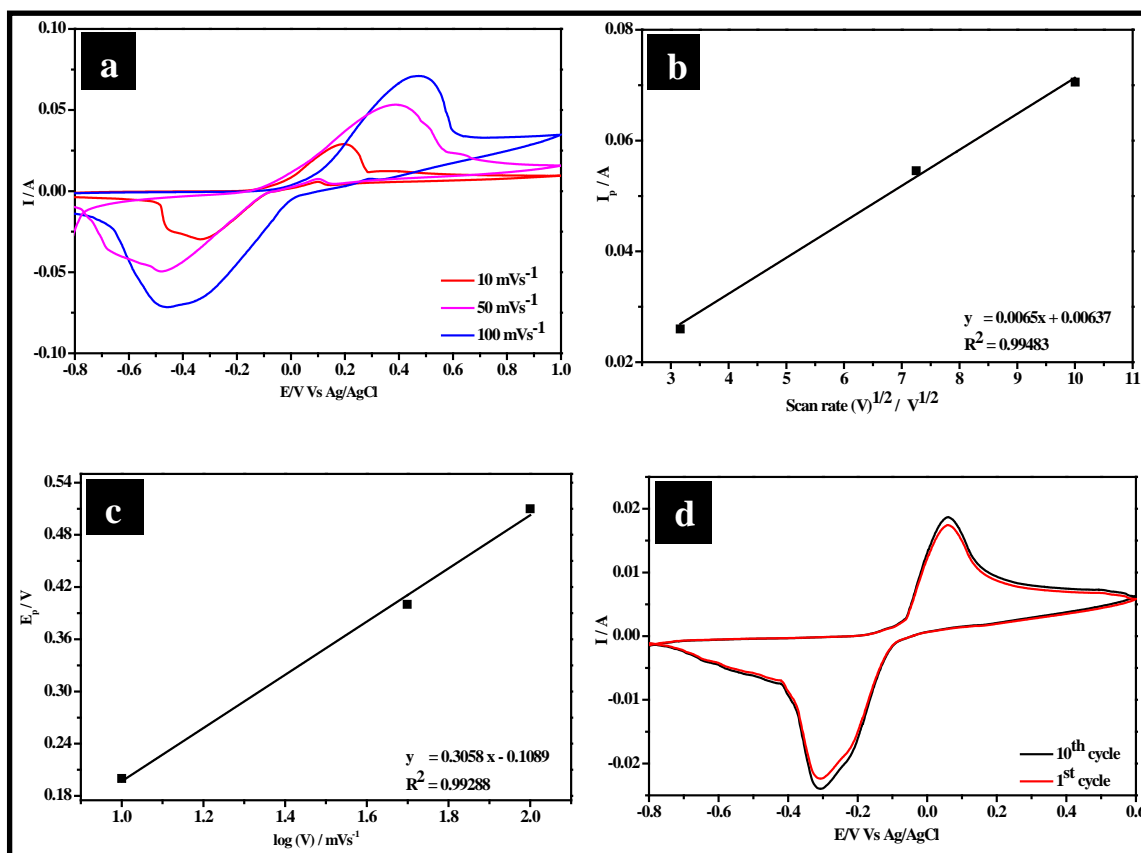 a
0.10
0.05
0.00
-0.05
-0.10
I / A
-0.8 -0.6 -0.4 -0.2 0.0 0.2 0.4 0.6 0.8 1.0
E/V Vs Ag/AgCl
10 mVs-1
50 mVs-1
100 mVs-1
b
0.08
0.06
0.04
0.02
I_p / A
3 4 5 6 7 8 9 10 11
Scan rate (V)^1/2 / V^1/2
y = 0.0065x + 0.00637
R^2 = 0.99483
c
0.54
0.48
0.42
0.36
0.30
0.24
0.18
E_p / V
1.0 1.2 1.4 1.6 1.8 2.0
log (V) / mVs-1
y = 0.3058 x - 0.1089
R^2 = 0.99288
d
0.02
0.01
0.00
-0.01
-0.02
I / A
-0.8 -0.6 -0.4 -0.2 0.0 0.2 0.4 0.6
E/V Vs Ag/AgCl
10th cycle
1st cycle